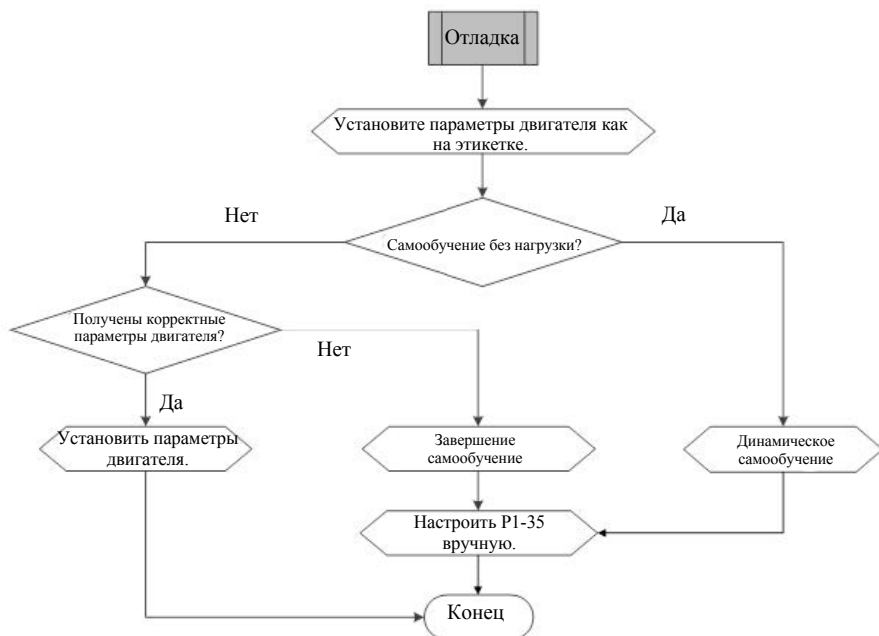 Отладка
Установите параметры двигателя как
на этикетке.
Нет
Да
Самообучение без нагрузки?
Получены корректные
параметры двигателя?
Нет
Да
Установить параметры
двигателя.
Завершение
самообучение
Динамическое
самообучение
Настроить P1-35
вручную.
Конец